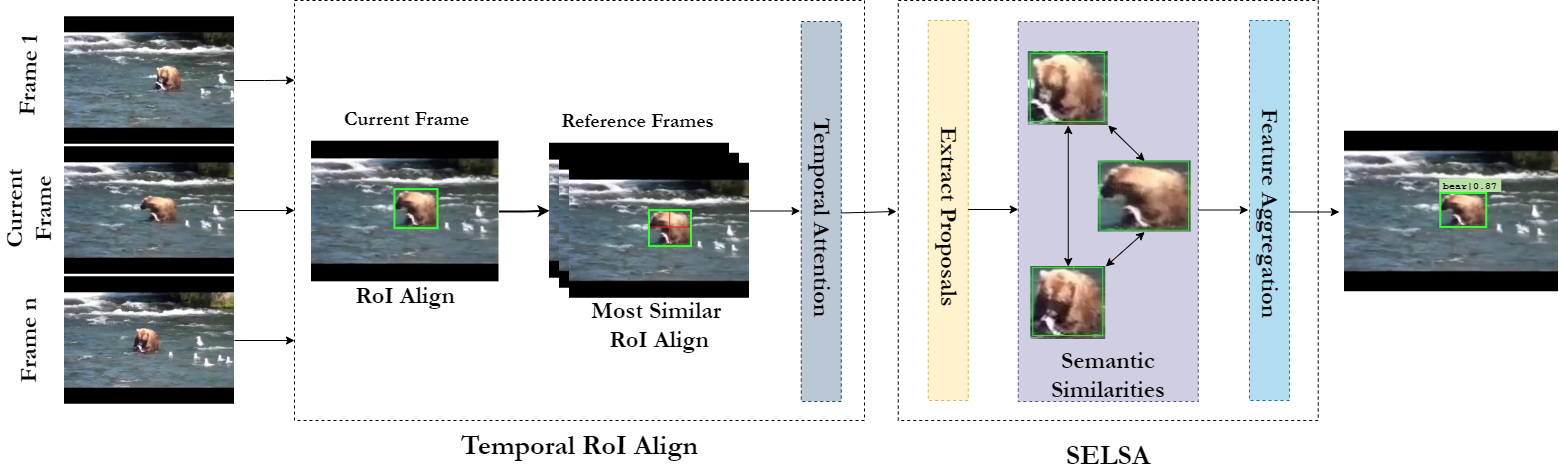 Frame 1
Current
Frame
Frame n
Current Frame
RoI Align
Reference Frames
Most Similar
RoI Align
Temporal Attention
Temporal RoI Align
Extract Proposals
Semantic
Similarities
Feature Aggregation
SELSA
bear|0.87